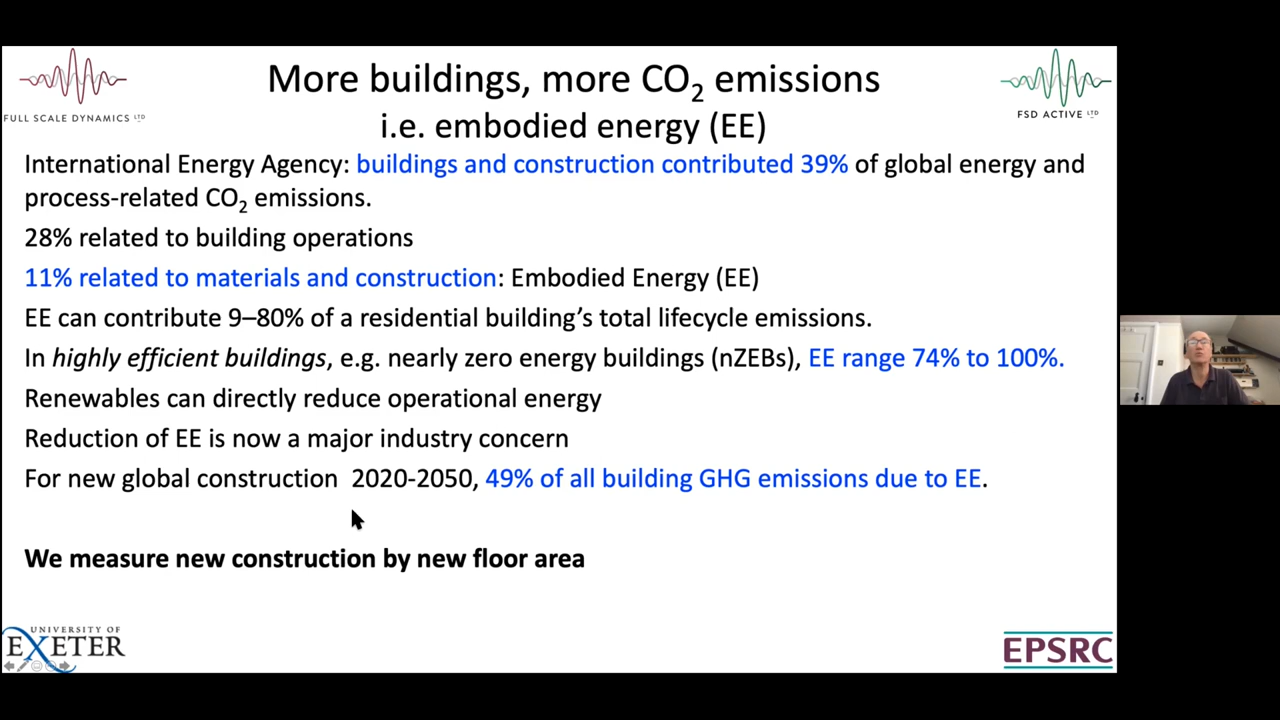 More buildings, more CO₂ emissions
i.e. embodied energy (EE)
FULL SCALE DYNAMICS LTD
FSD ACTIVE LTD
International Energy Agency: buildings and construction contributed 39% of global energy and
process-related CO₂ emissions.
28% related to building operations
11% related to materials and construction: Embodied Energy (EE)
EE can contribute 9–80% of a residential building’s total lifecycle emissions.
In highly efficient buildings, e.g. nearly zero energy buildings (nZEBs), EE range 74% to 100%.
Renewables can directly reduce operational energy
Reduction of EE is now a major industry concern
For new global construction 2020-2050, 49% of all building GHG emissions due to EE.
We measure new construction by new floor area
UNIVERSITY OF
EXETER
EPSRC